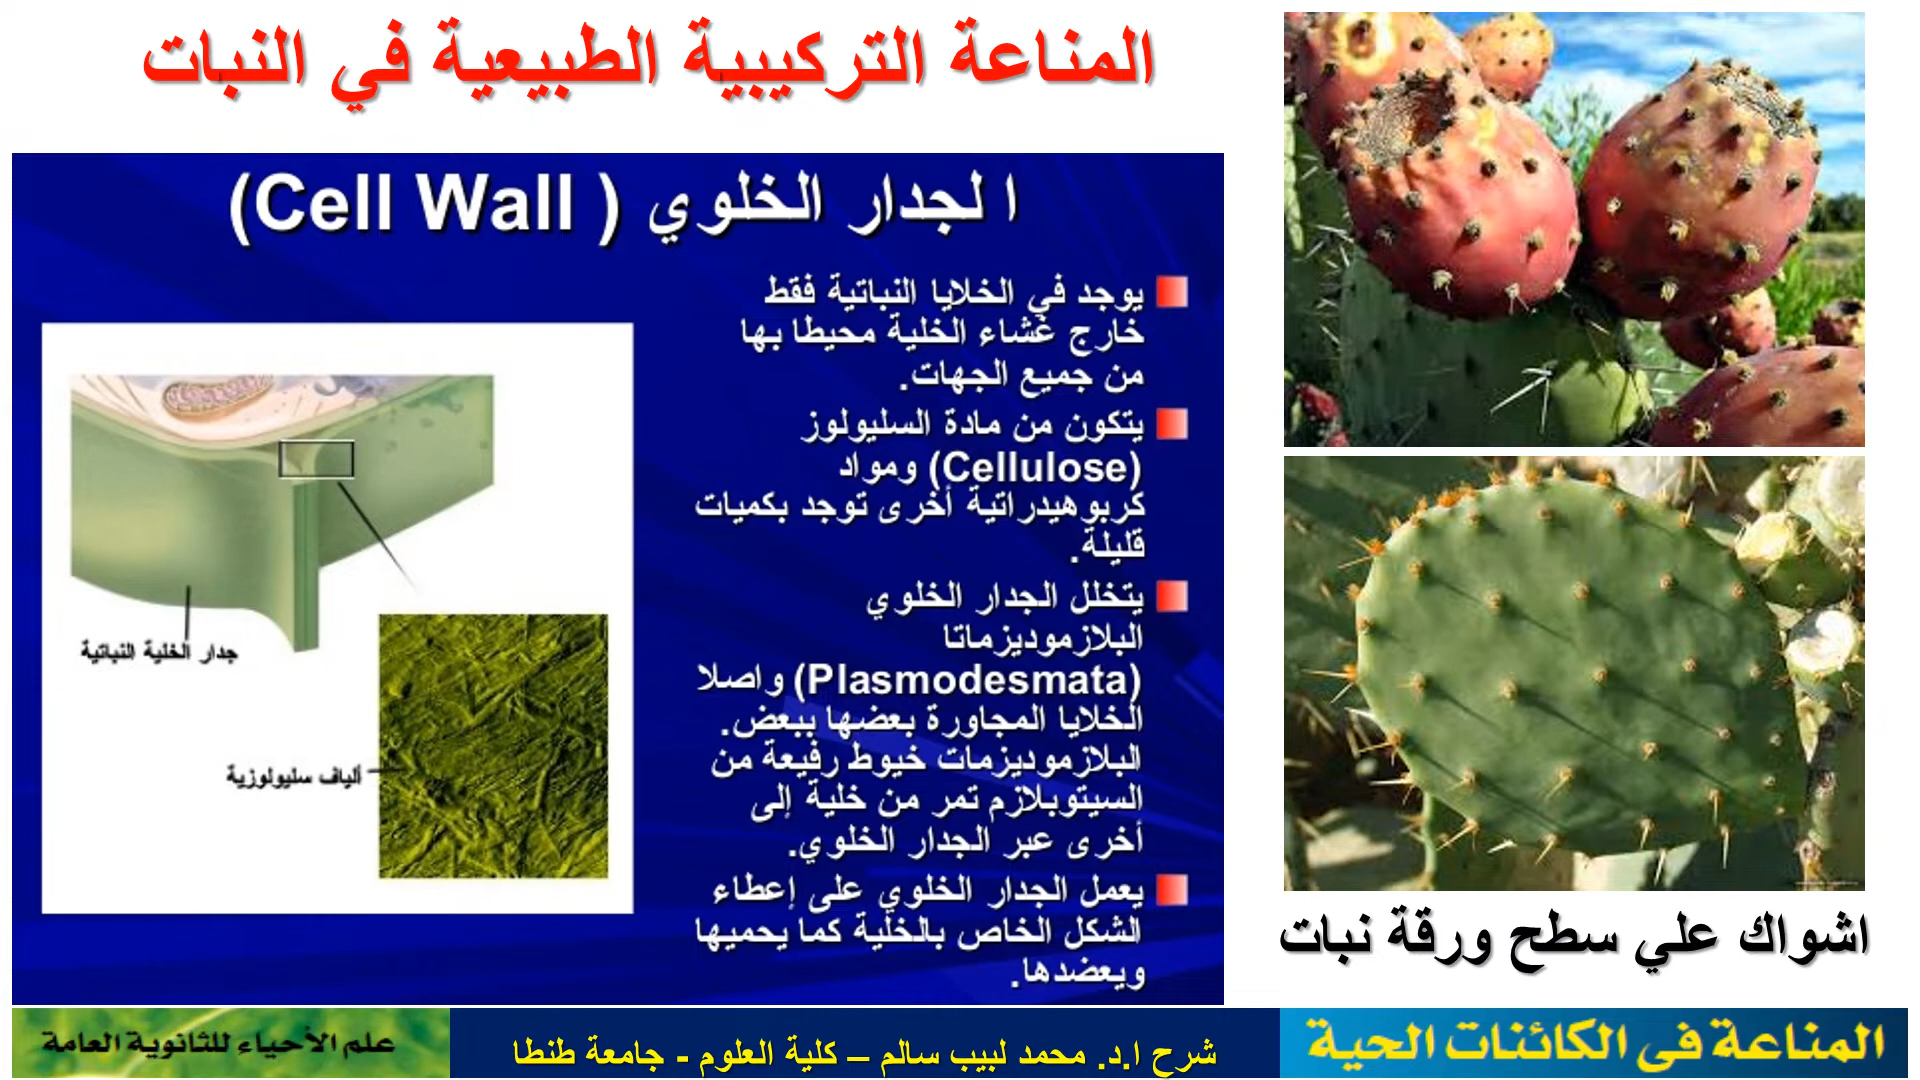 المناعة التركيبية الطبيعية في النبات
ا لجدار الخلوي ( Cell Wall)
يوجد في الخلايا النباتية فقط
خارج غشاء الخلية محيطا بها
من جميع الجهات.
يتكون من مادة السليولوز
(Cellulose) ومواد
كربوهيدراتية أخرى توجد بكميات
قليلة.
يتخلل الجدار الخلوي
البلازموديزماتا
(Plasmodesmata) واصلا
الخلايا المجاورة بعضها ببعض.
البلازموديزمات خيوط رفيعة من
السيتوبلازم تمر من خلية إلى
أخرى عبر الجدار الخلوي.
يعمل الجدار الخلوي على إعطاء
الشكل الخاص بالخلية كما يحميها
ويعضدها.
جدار الخلية النباتية
ألياف سليولوزية
اشواك علي سطح ورقة نبات
المناعة في الكائنات الحية
شرح ا.د. محمد لبيب سالم – كلية العلوم - جامعة طنطا
علم الأحياء للثانوية العامة